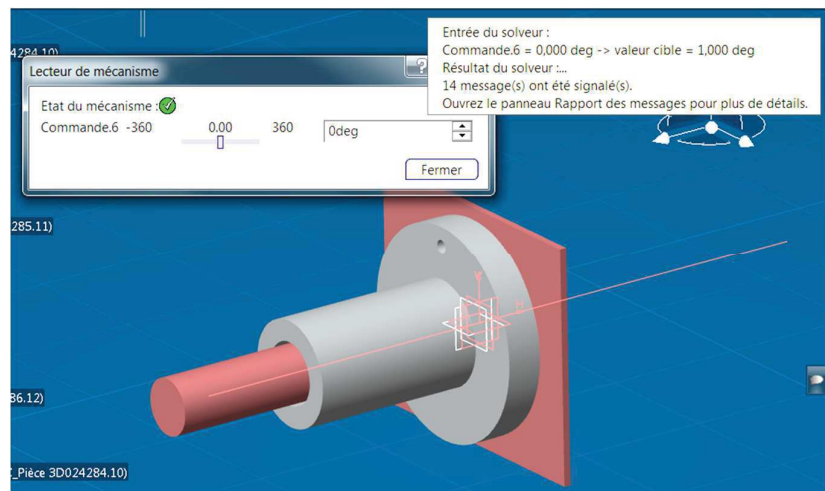 4284.10)
Lecteur de mécanisme
?
Entrée du solveur :
Commande.6 = 0,000 deg -> valeur cible = 1,000 deg
Résultat du solveur :...
14 message(s) ont été signalé(s).
Ouvrez le panneau Rapport des messages pour plus de détails.
Etat du mécanisme :
Commande.6 -360 0.00 360 0deg
Fermer
285.11)
V
H
86.12)
_Pièce 3D024284.10)